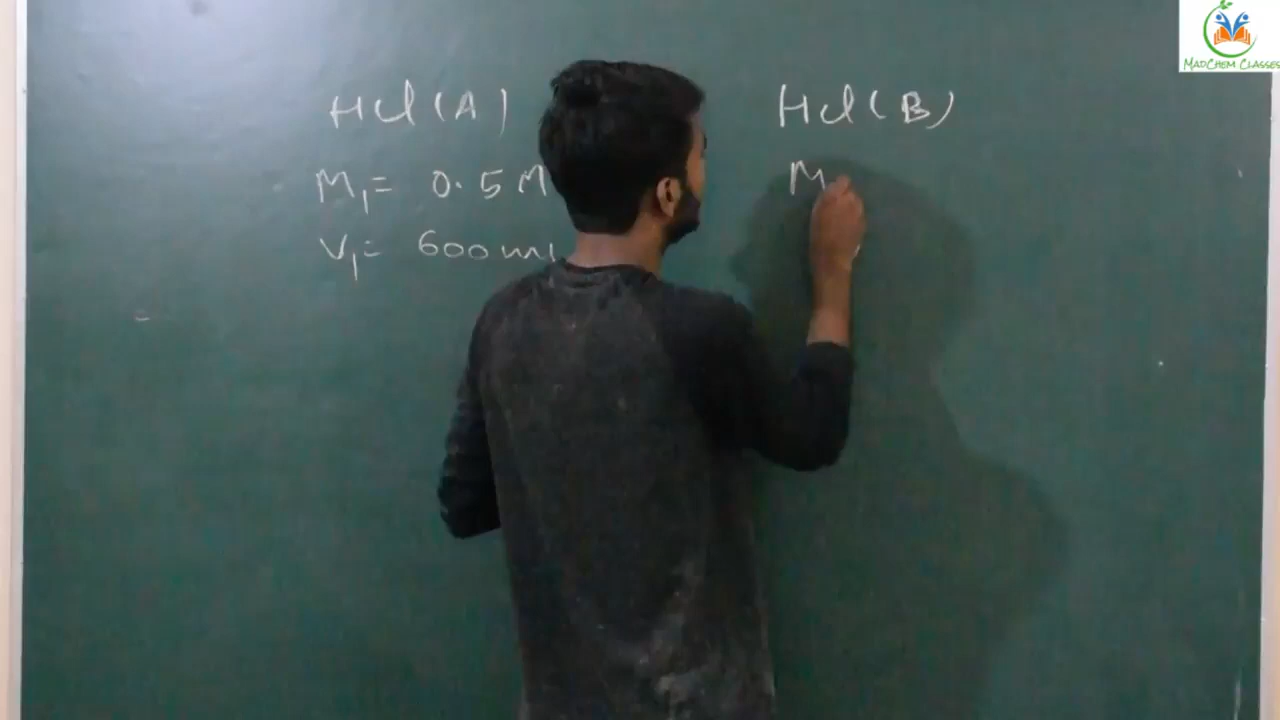 MADCHEM CLASSES
HCl (A)
HCl (B)
M₁ = 0.5 M
M
V₁ = 600 ml